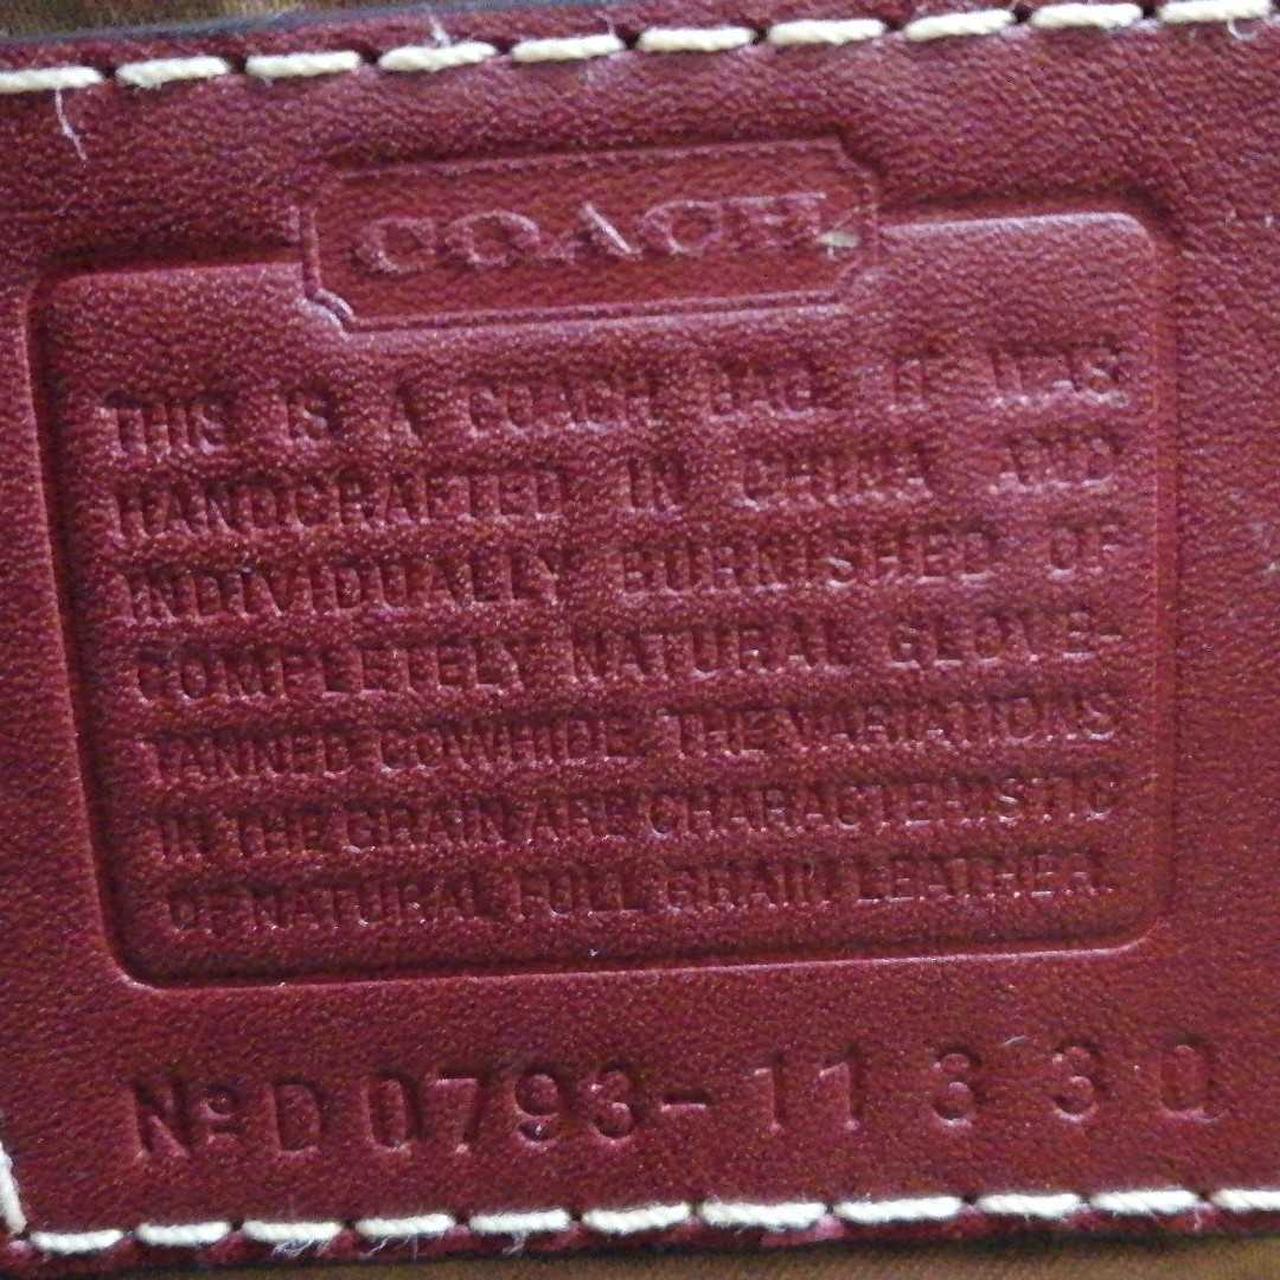 COACH
THIS IS A COACH BAG. IT WAS
HANDCRAFTED IN CHINA AND
INDIVIDUALLY BURNISHED OF
COMPLETELY NATURAL GLOVE-
TANNED COWHIDE. THE VARIATIONS
IN THE GRAIN ARE CHARACTERISTIC
OF NATURAL FULL GRAIN LEATHER.
Nº D0793-1133Q